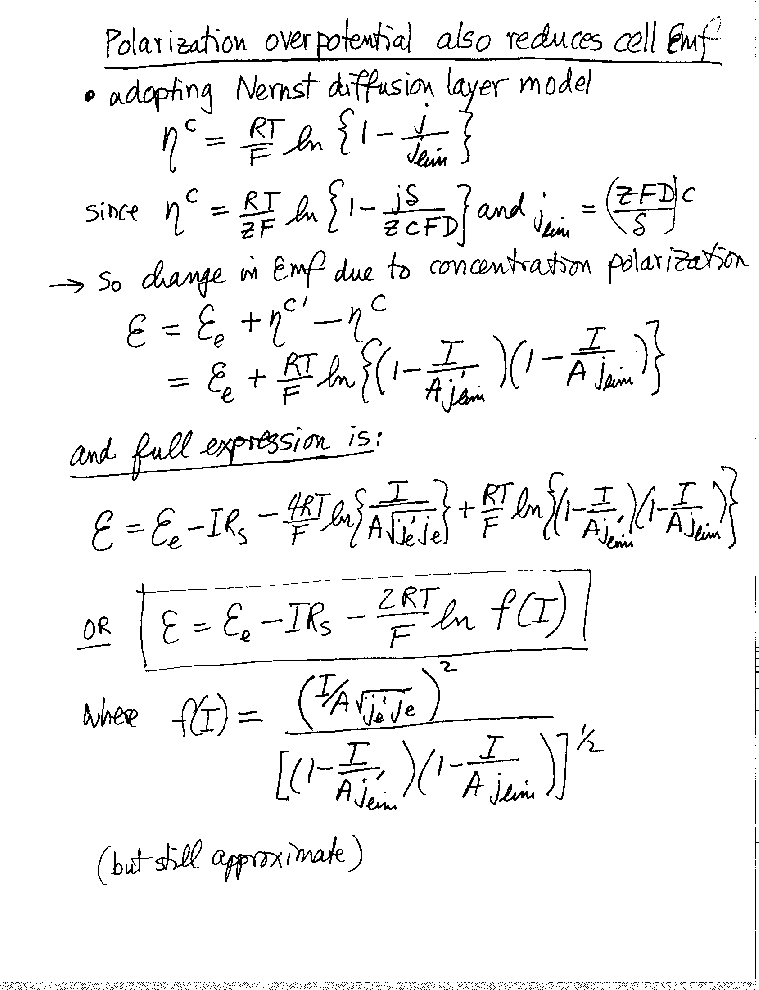 Polarization overpotential also reduces cell Emf
• adopting Nernst diffusion layer model
η^c = RT/F ln {1 - j/j_lim}
since η^c = RT/zF ln {1 - jδ/zcFD} and j_lim = (zFD/δ)c
→ So change in Emf due to concentration polarization
ℰ = ℰ_e + η^c' - η^c
= ℰ_e + RT/F ln {(1 - I/Aj'_lim)(1 - I/Aj_lim)}
and full expression is:
ℰ = ℰ_e - IR_s - 4RT/F ln {I/A√(j_e' j_e)} + RT/F ln {(1 - I/Aj'_lim)(1 - I/Aj_lim)}
OR ℰ = ℰ_e - IR_s - 2RT/F ln f(I)
where f(I) = (I/A√(j_e' j_e))^2 / [(1 - I/Aj'_lim)(1 - I/Aj_lim)]^1/2
(but still approximate)